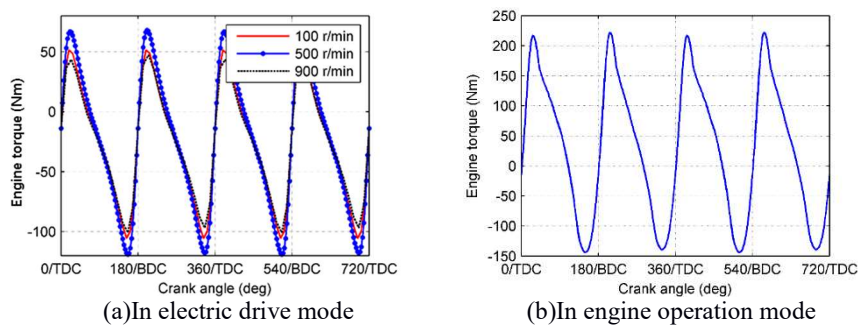 100 r/min
500 r/min
900 r/min
50
0
-50
-100
Engine torque (Nm)
0/TDC 180/BDC 360/TDC 540/BDC 720/TDC
Crank angle (deg)
(a)In electric drive mode
250
200
150
100
50
0
-50
-100
-150
Engine torque (Nm)
0/TDC 180/BDC 360/TDC 540/BDC 720/TDC
Crank angle (deg)
(b)In engine operation mode